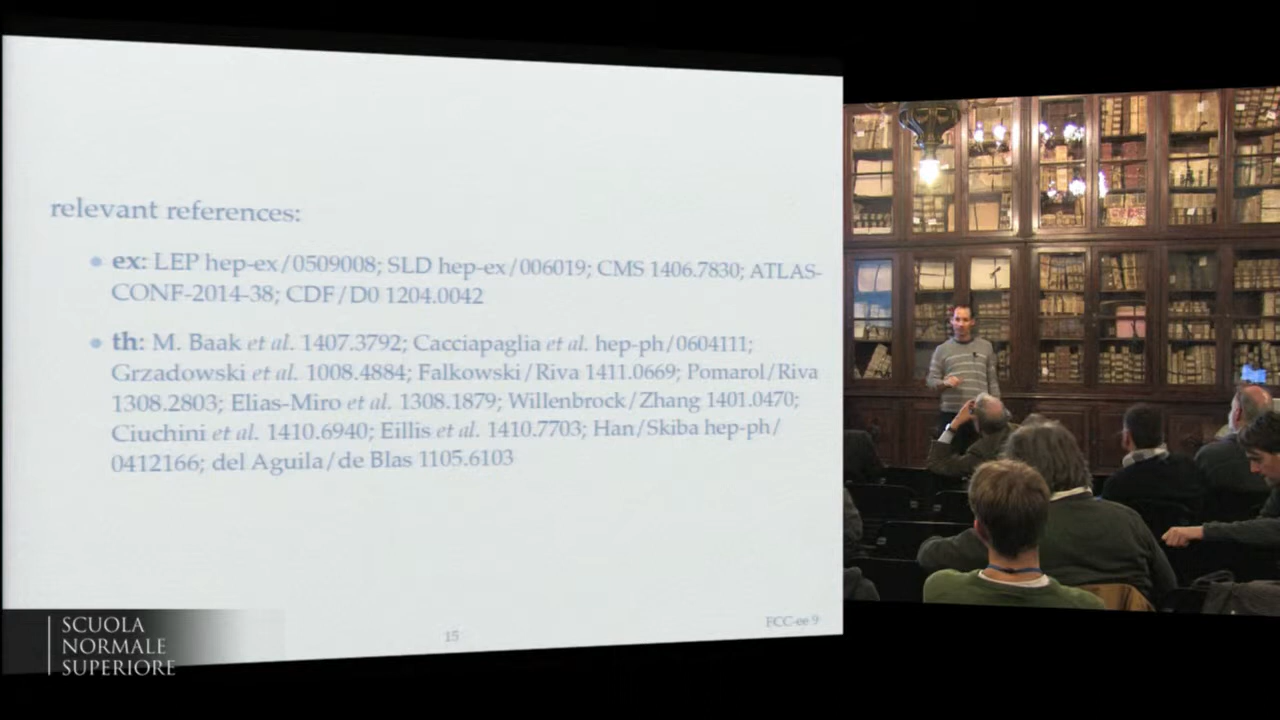 relevant references:
• ex: LEP hep-ex/0509008; SLD hep-ex/006019; CMS 1406.7830; ATLAS-
CONF-2014-38; CDF/D0 1204.0042
• th: M. Baak et al. 1407.3792; Cacciapaglia et al. hep-ph/0604111;
Grzadowski et al. 1008.4884; Falkowski/Riva 1411.0669; Pomarol/Riva
1308.2803; Elias-Miro et al. 1308.1879; Willenbrock/Zhang 1401.0470;
Ciuchini et al. 1410.6940; Eillis et al. 1410.7703; Han/Skiba hep-ph/
0412166; del Aguila/de Blas 1105.6103
15
FCC-ee 9
SCUOLA
NORMALE
SUPERIORE